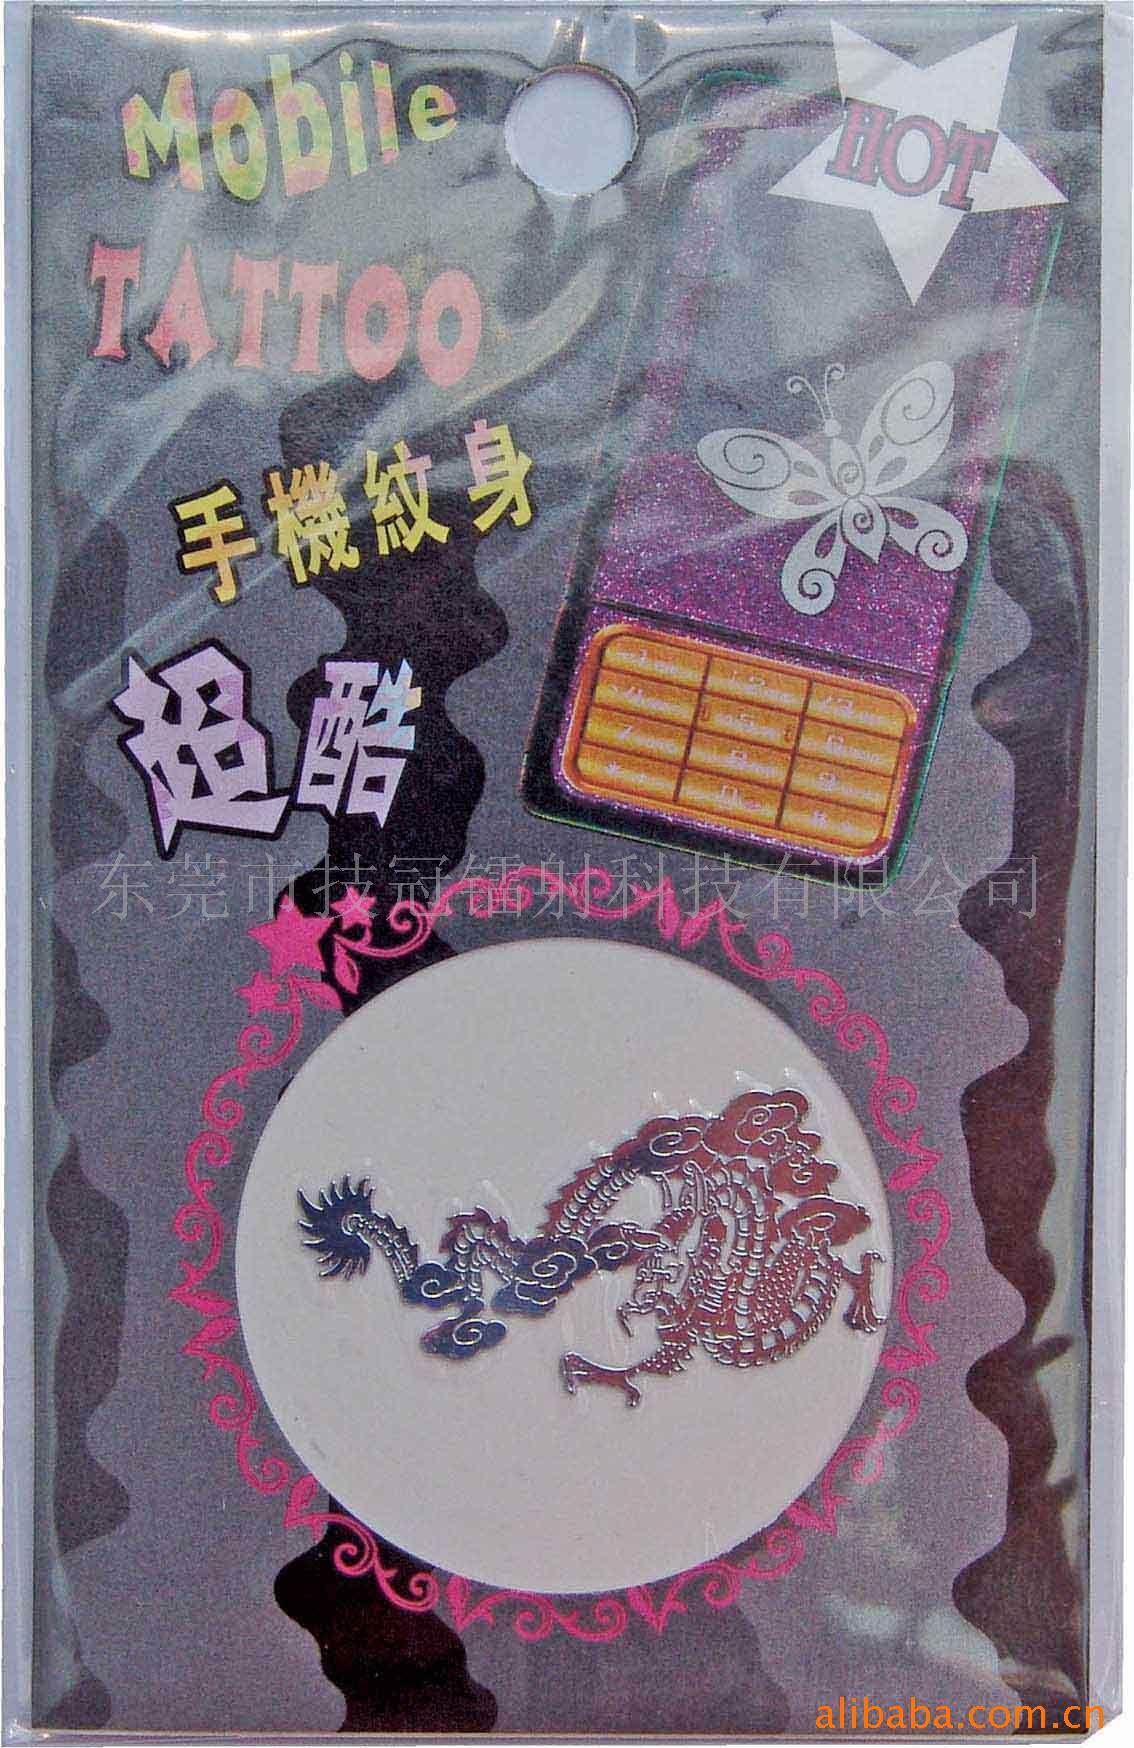 Mobile
HOT
TATTOO
手機紋身
超酷
东莞市技冠镭射科技有限公司
alibaba.com.cn